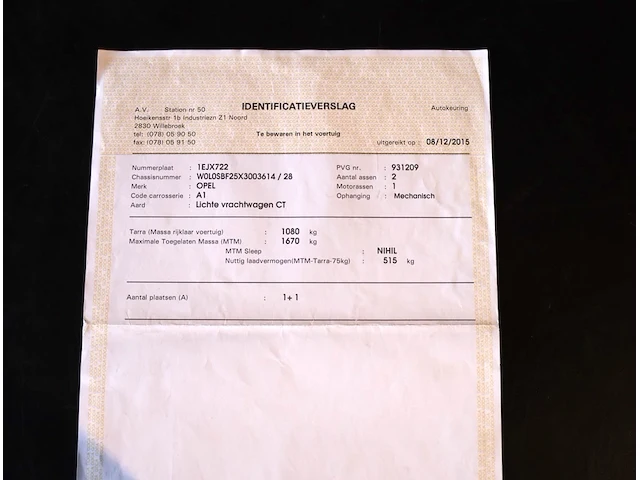 IDENTIFICATIEVERSLAG
A.V. Station nr 50
Autokeuring
Hoeikensstr 1b Industriezn Z1 Noord
2830 Willebroek
tel: (078) 05 90 50
Te bewaren in het voertuig
fax: (078) 05 91 50
uitgereikt op : 08/12/2015
Nummerplaat : 1EJX722
PVG nr. : 931209
Chassisnummer : W0L0SBF25X3003614 / 28
Aantal assen : 2
Merk : OPEL
Motorassen : 1
Code carrosserie : A1
Ophanging : Mechanisch
Aard : Lichte vrachtwagen CT
Tarra (Massa rijklaar voertuig) : 1080 kg
Maximale Toegelaten Massa (MTM) : 1670 kg
MTM Sleep : NIHIL
Nuttig laadvermogen(MTM-Tarra-75kg) : 515 kg
Aantal plaatsen (A) : 1+ 1